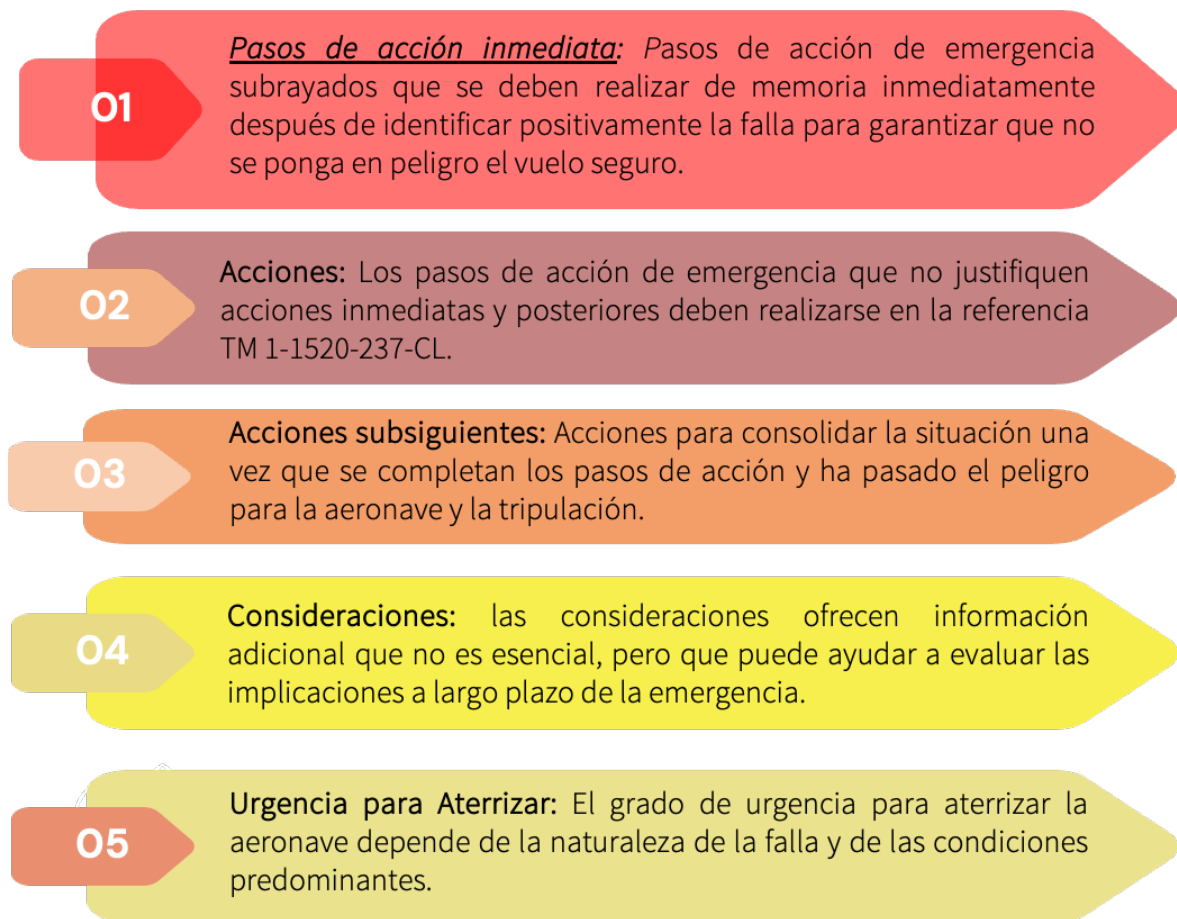 01
Pasos de acción inmediata: Pasos de acción de emergencia
subrayados que se deben realizar de memoria inmediatamente
después de identificar positivamente la falla para garantizar que no
se ponga en peligro el vuelo seguro.
02
Acciones: Los pasos de acción de emergencia que no justifiquen
acciones inmediatas y posteriores deben realizarse en la referencia
TM 1-1520-237-CL.
03
Acciones subsiguientes: Acciones para consolidar la situación una
vez que se completan los pasos de acción y ha pasado el peligro
para la aeronave y la tripulación.
04
Consideraciones: las consideraciones ofrecen información
adicional que no es esencial, pero que puede ayudar a evaluar las
implicaciones a largo plazo de la emergencia.
05
Urgencia para Aterrizar: El grado de urgencia para aterrizar la
aeronave depende de la naturaleza de la falla y de las condiciones
predominantes.